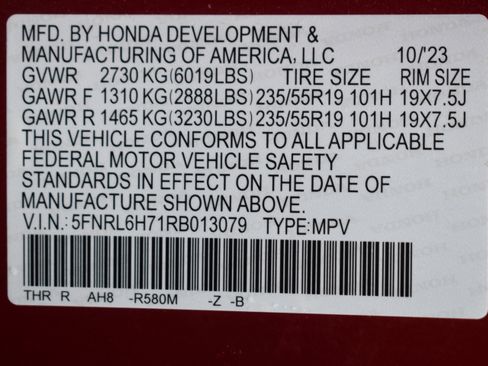 MFD. BY HONDA DEVELOPMENT &
MANUFACTURING OF AMERICA, LLC 10/'23
GVWR 2730 KG(6019LBS) TIRE SIZE RIM SIZE
GAWR F 1310 KG(2888LBS) 235/55R19 101H 19X7.5J
GAWR R 1465 KG(3230LBS) 235/55R19 101H 19X7.5J
THIS VEHICLE CONFORMS TO ALL APPLICABLE
FEDERAL MOTOR VEHICLE SAFETY
STANDARDS IN EFFECT ON THE DATE OF
MANUFACTURE SHOWN ABOVE.
V.I.N.: 5FNRL6H71RB013079 TYPE:MPV
THR R AH8 -R580M -Z -B